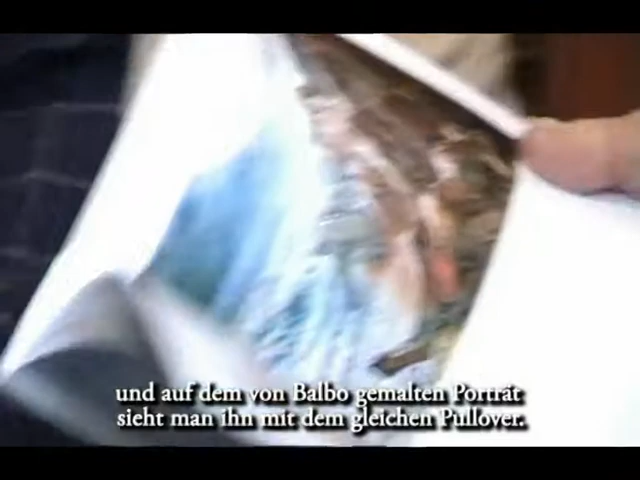 und auf dem von Balbo gemalten Porträt
sieht man ihn mit dem gleichen Pullover.